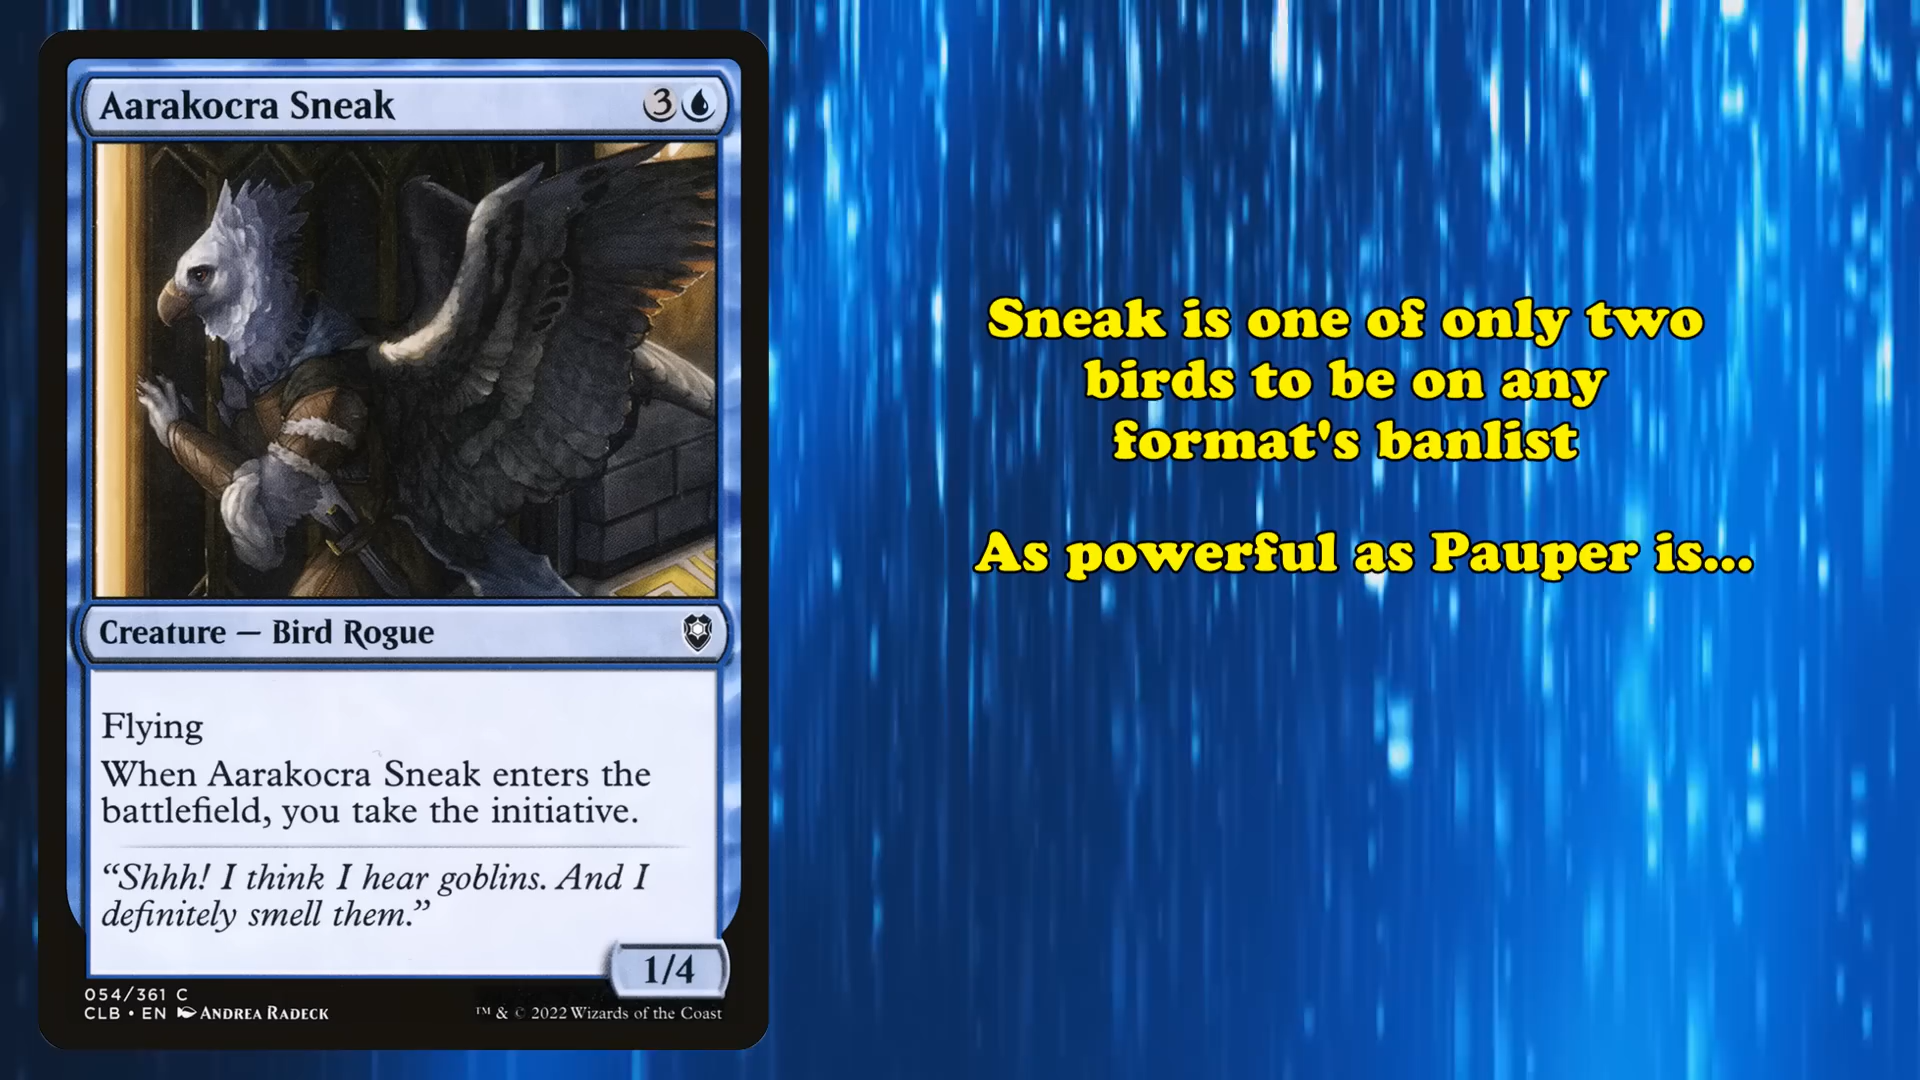 Aarakocra Sneak
3
Creature — Bird Rogue
Flying
When Aarakocra Sneak enters the
battlefield, you take the initiative.
“Shhh! I think I hear goblins. And I
definitely smell them.”
1/4
054/361 C
CLB • EN Andrea Radeck
™ & © 2022 Wizards of the Coast
Sneak is one of only two
birds to be on any
format's banlist
As powerful as Pauper is...